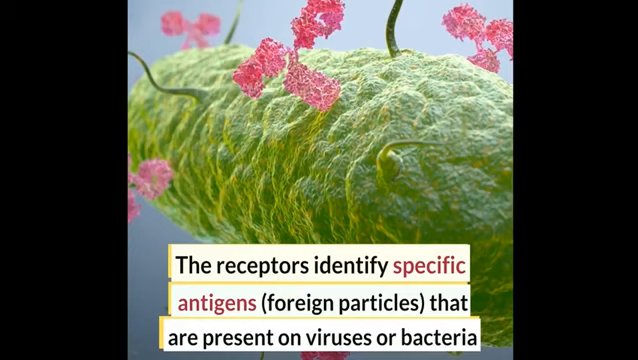 The receptors identify specific
antigens (foreign particles) that
are present on viruses or bacteria